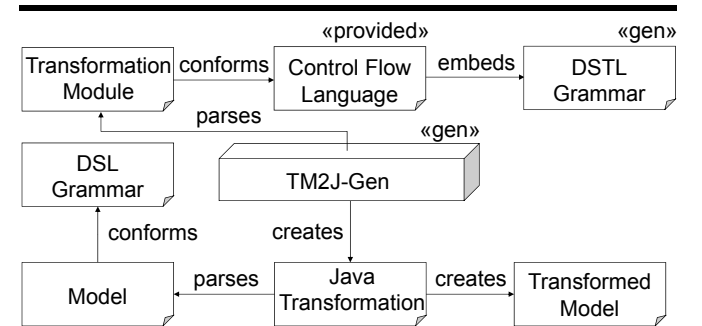 «provided»
«gen»
Transformation
Module
conforms
Control Flow
Language
embeds
DSTL
Grammar
parses
«gen»
DSL
Grammar
TM2J-Gen
conforms
creates
Model
parses
Java
Transformation
creates
Transformed
Model